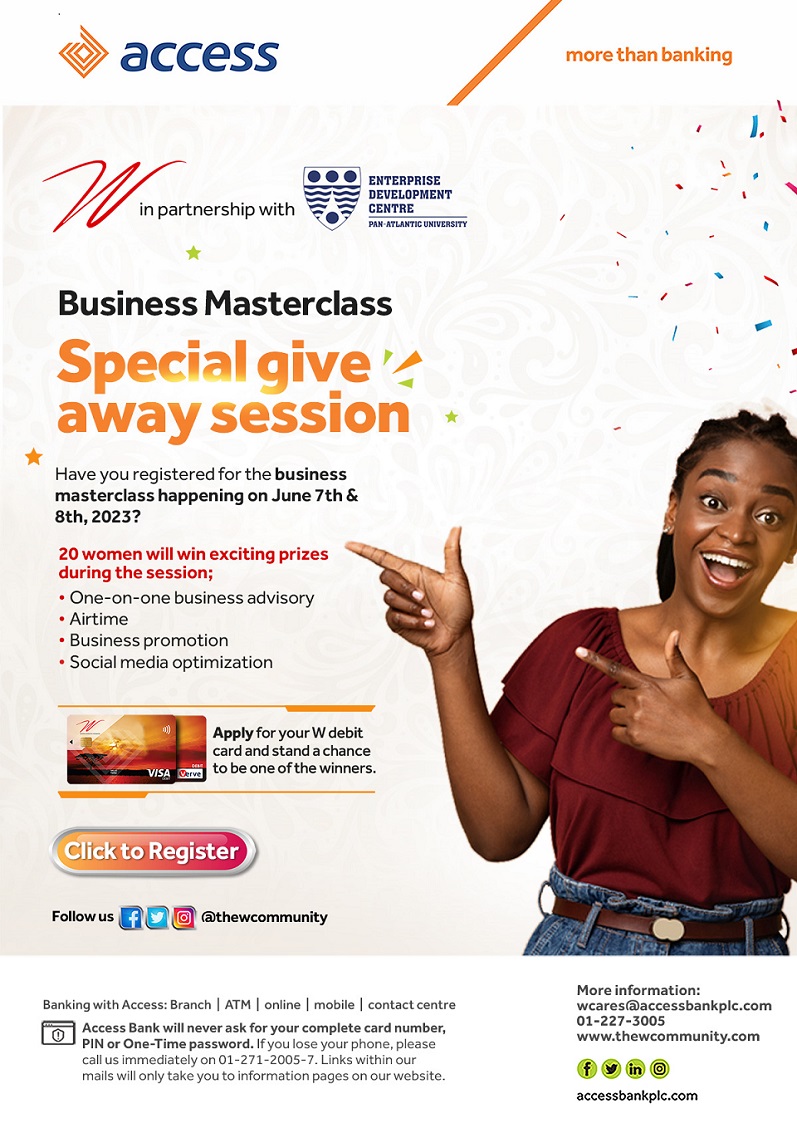 access
more than banking
W in partnership with
ENTERPRISE
DEVELOPMENT
CENTRE
PAN-ATLANTIC UNIVERSITY
Business Masterclass
Special give
away session
Have you registered for the business
masterclass happening on June 7th &
8th, 2023?
20 women will win exciting prizes
during the session;
• One-on-one business advisory
• Airtime
• Business promotion
• Social media optimization
W
VISA
DEBIT
Verve
Apply for your W debit
card and stand a chance
to be one of the winners.
Click to Register
Follow us @thewcommunity
Banking with Access: Branch | ATM | online | mobile | contact centre
Access Bank will never ask for your complete card number,
PIN or One-Time password. If you lose your phone, please
call us immediately on 01-271-2005-7. Links within our
mails will only take you to information pages on our website.
More information:
wcares@accessbankplc.com
01-227-3005
www.thewcommunity.com
accessbankplc.com